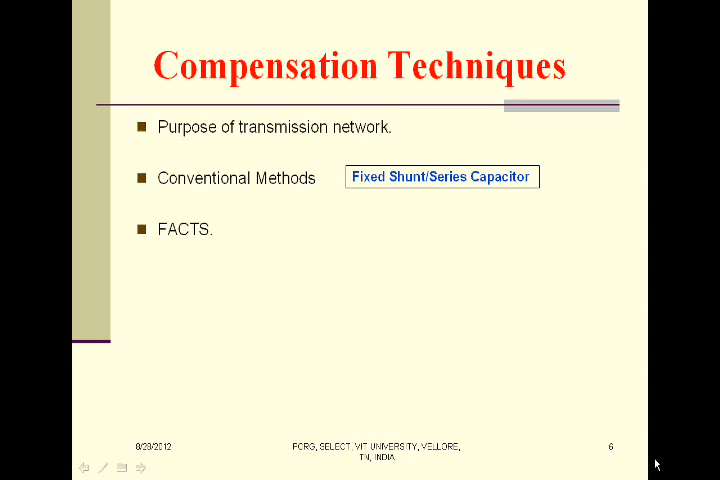 Compensation Techniques
Purpose of transmission network.
Conventional Methods
Fixed Shunt/Series Capacitor
FACTS.
8/28/2012
PCRG, SELECT, VIT UNIVERSITY, VELLORE,
TN, INDIA
6